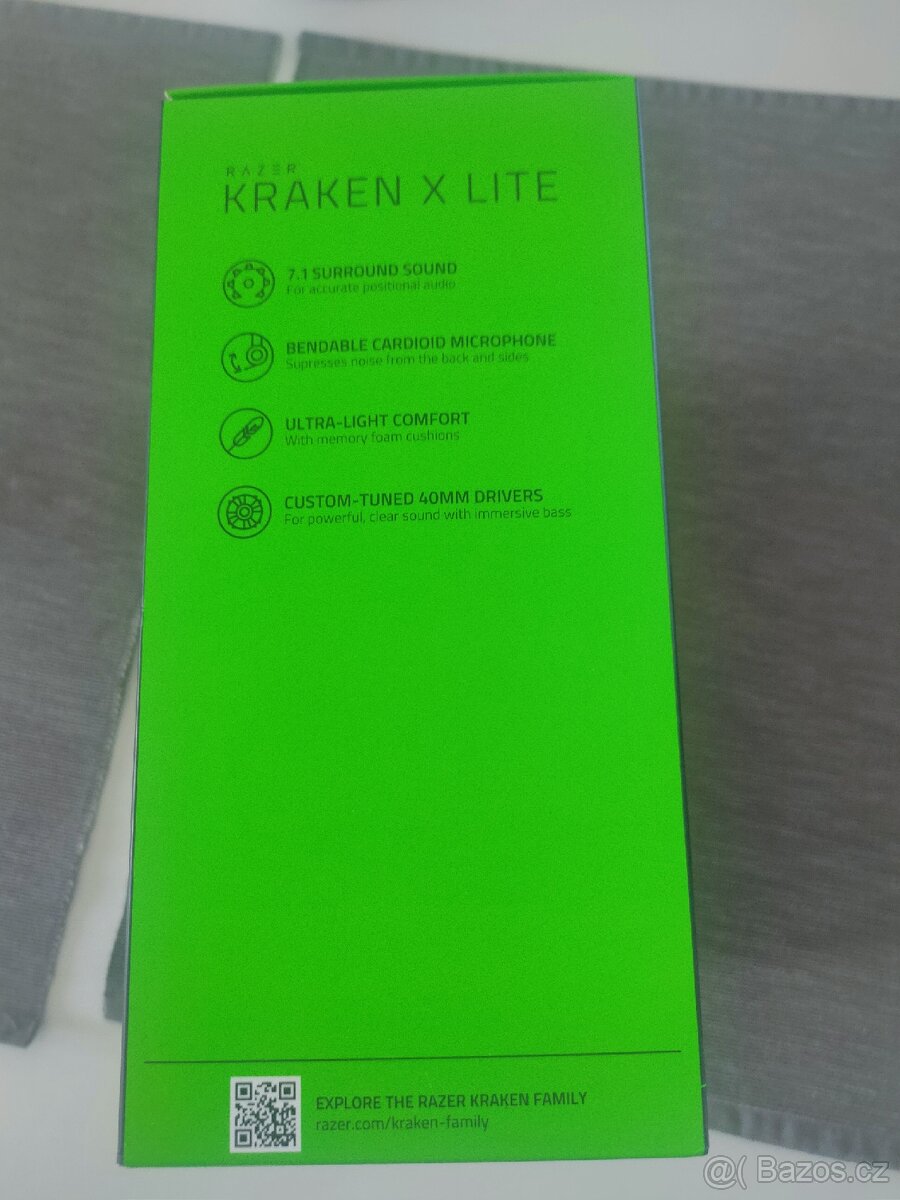 RAZER
KRAKEN X LITE
7.1 SURROUND SOUND
For accurate positional audio
BENDABLE CARDIOID MICROPHONE
Supresses noise from the back and sides
ULTRA-LIGHT COMFORT
With memory foam cushions
CUSTOM-TUNED 40MM DRIVERS
For powerful, clear sound with immersive bass
EXPLORE THE RAZER KRAKEN FAMILY
razer.com/kraken-family
@( Bazos.cz